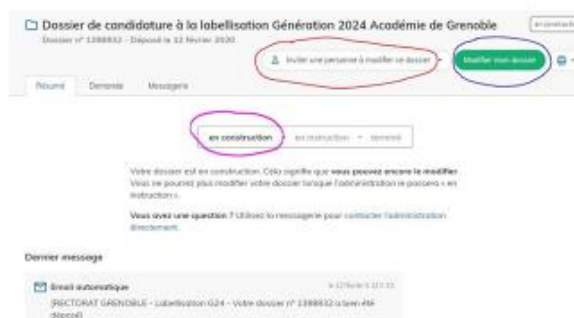 Dossier de candidature à la labellisation Génération 2024 Académie de Grenoble
en construction
Dossier nº 1398932 - Déposé le 12 février 2020
Inviter une personne à modifier ce dossier
Modifier mon dossier
Résumé Demande Messagerie
en construction en instruction terminé
Votre dossier est en construction. Cela signifie que vous pouvez encore le modifier.
Vous ne pourrez plus modifier votre dossier lorsque l'administration le passera « en
instruction ».
Vous avez une question ? Utilisez la messagerie pour contacter l'administration
directement.
Dernier message
Email automatique
[RECTORAT GRENOBLE - Labellisation G24 - Votre dossier nº 1398932 a bien été
déposé]